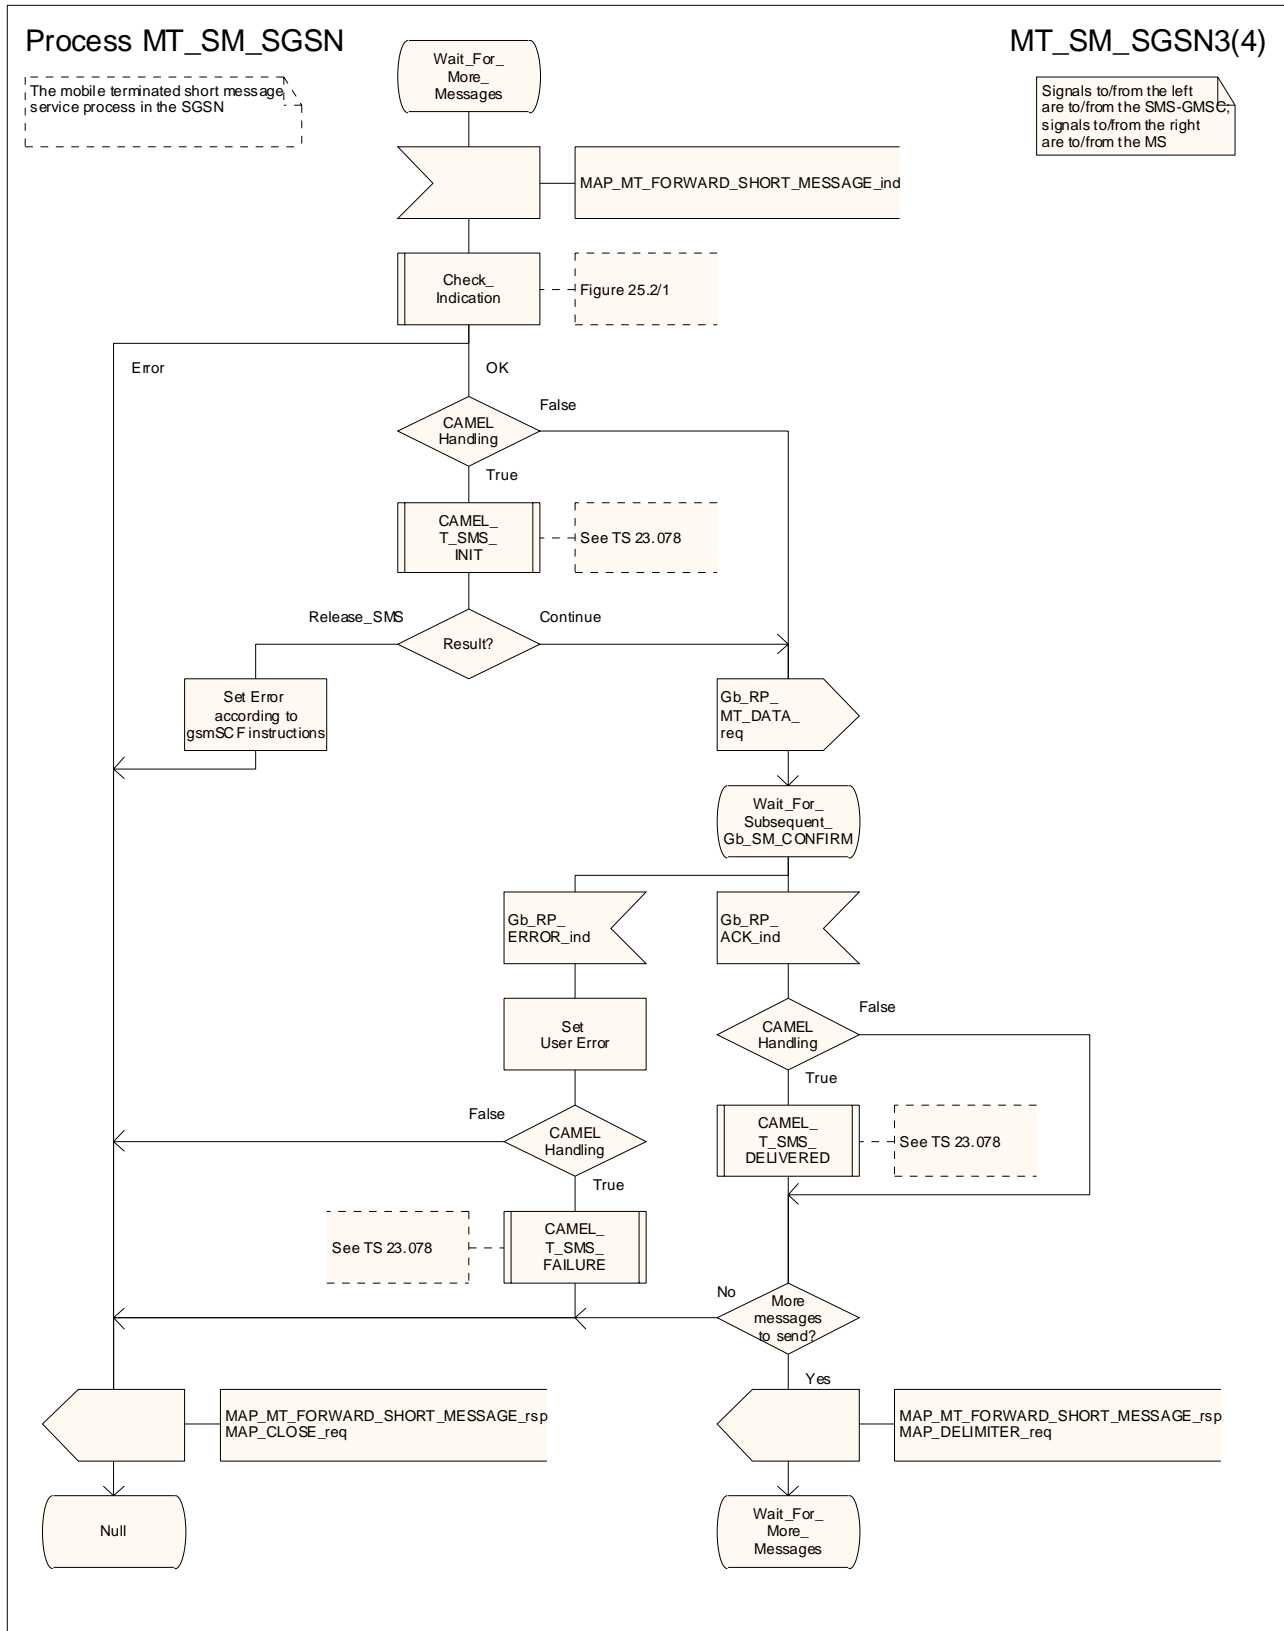 Process MT_SM_SGSN
MT_SM_SGSN3(4)
The mobile terminated short message
service process in the SGSN
Wait_For_
More_
Messages
Signals to/from the left
are to/from the SMS-GMSC;
signals to/from the right
are to/from the MS
MAP_MT_FORWARD_SHORT_MESSAGE_ind
Check_
Indication
Figure 25.2/1
Error
OK
CAMEL
Handling
False
True
CAMEL_
T_SMS_
INIT
See TS 23.078
Release_SMS
Result?
Continue
Set Error
according to
gsmSCF instructions
Gb_RP_
MT_DATA_
req
Wait_For_
Subsequent_
Gb_SM_CONFIRM
Gb_RP_
ERROR_ind
Gb_RP_
ACK_ind
Set
User Error
CAMEL
Handling
False
True
False
CAMEL
Handling
True
CAMEL_
T_SMS_
DELIVERED
See TS 23.078
See TS 23.078
CAMEL_
T_SMS_
FAILURE
No
More
messages
to send?
Yes
MAP_MT_FORWARD_SHORT_MESSAGE_rsp
MAP_CLOSE_req
MAP_MT_FORWARD_SHORT_MESSAGE_rsp
MAP_DELIMITER_req
Null
Wait_For_
More_
Messages